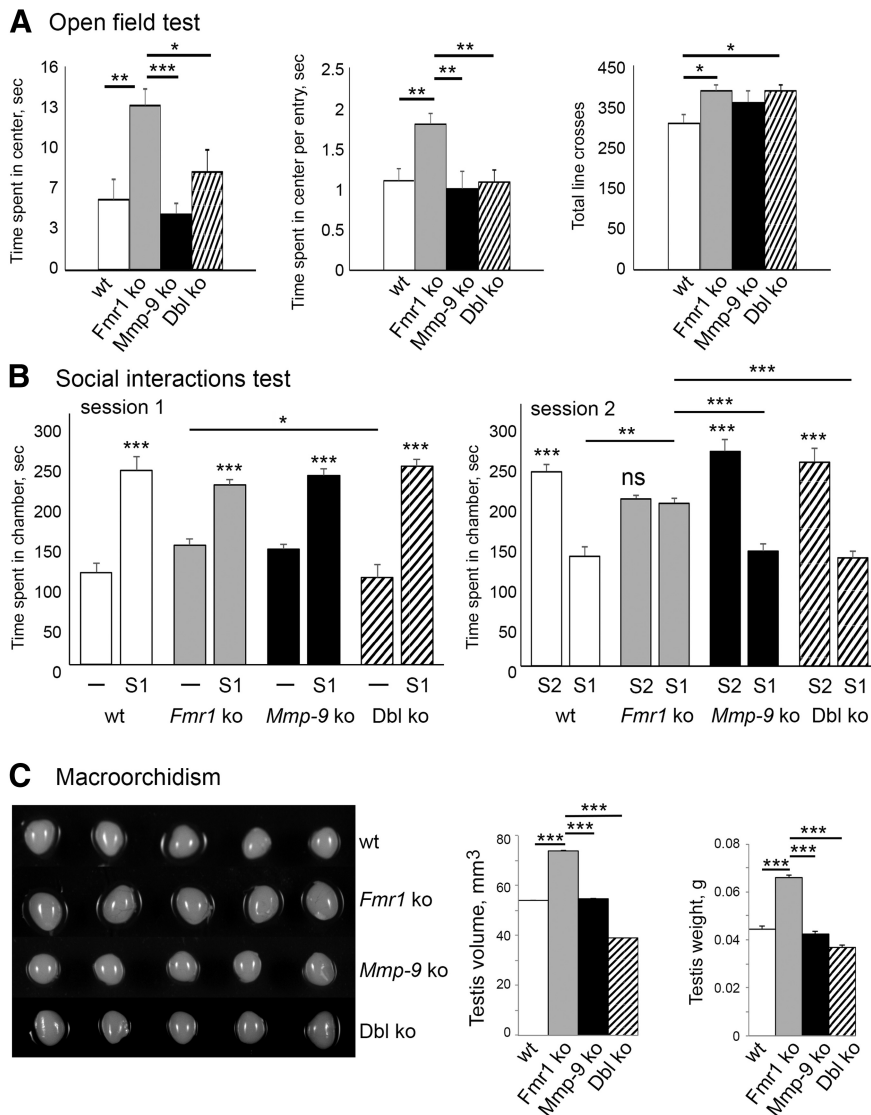 A Open field test
Time spent in center, sec
16
13
10
7
3
0
**
***
*
wt
Fmr1 ko
Mmp-9 ko
Dbl ko
Time spent in center per entry, sec
2.5
2
1.5
1
0.5
0
**
**
**
wt
Fmr1 ko
Mmp-9 ko
Dbl ko
Total line crosses
450
350
250
150
50
0
*
*
wt
Fmr1 ko
Mmp-9 ko
Dbl ko
B Social interactions test
session 1
Time spent in chamber, sec
300
250
200
150
100
50
0
***
***
***
***
*
— S1 — S1 — S1 — S1
wt Fmr1 ko Mmp-9 ko Dbl ko
session 2
Time spent in chamber, sec
300
250
200
150
100
50
0
***
**
ns
***
***
***
***
S2 S1 S2 S1 S2 S1 S2 S1
wt Fmr1 ko Mmp-9 ko Dbl ko
C Macroorchidism
wt
Fmr1 ko
Mmp-9 ko
Dbl ko
Testis volume, mm3
80
60
40
20
0
***
***
***
wt
Fmr1 ko
Mmp-9 ko
Dbl ko
Testis weight, g
0.08
0.06
0.04
0.02
0
***
***
***
wt
Fmr1 ko
Mmp-9 ko
Dbl ko